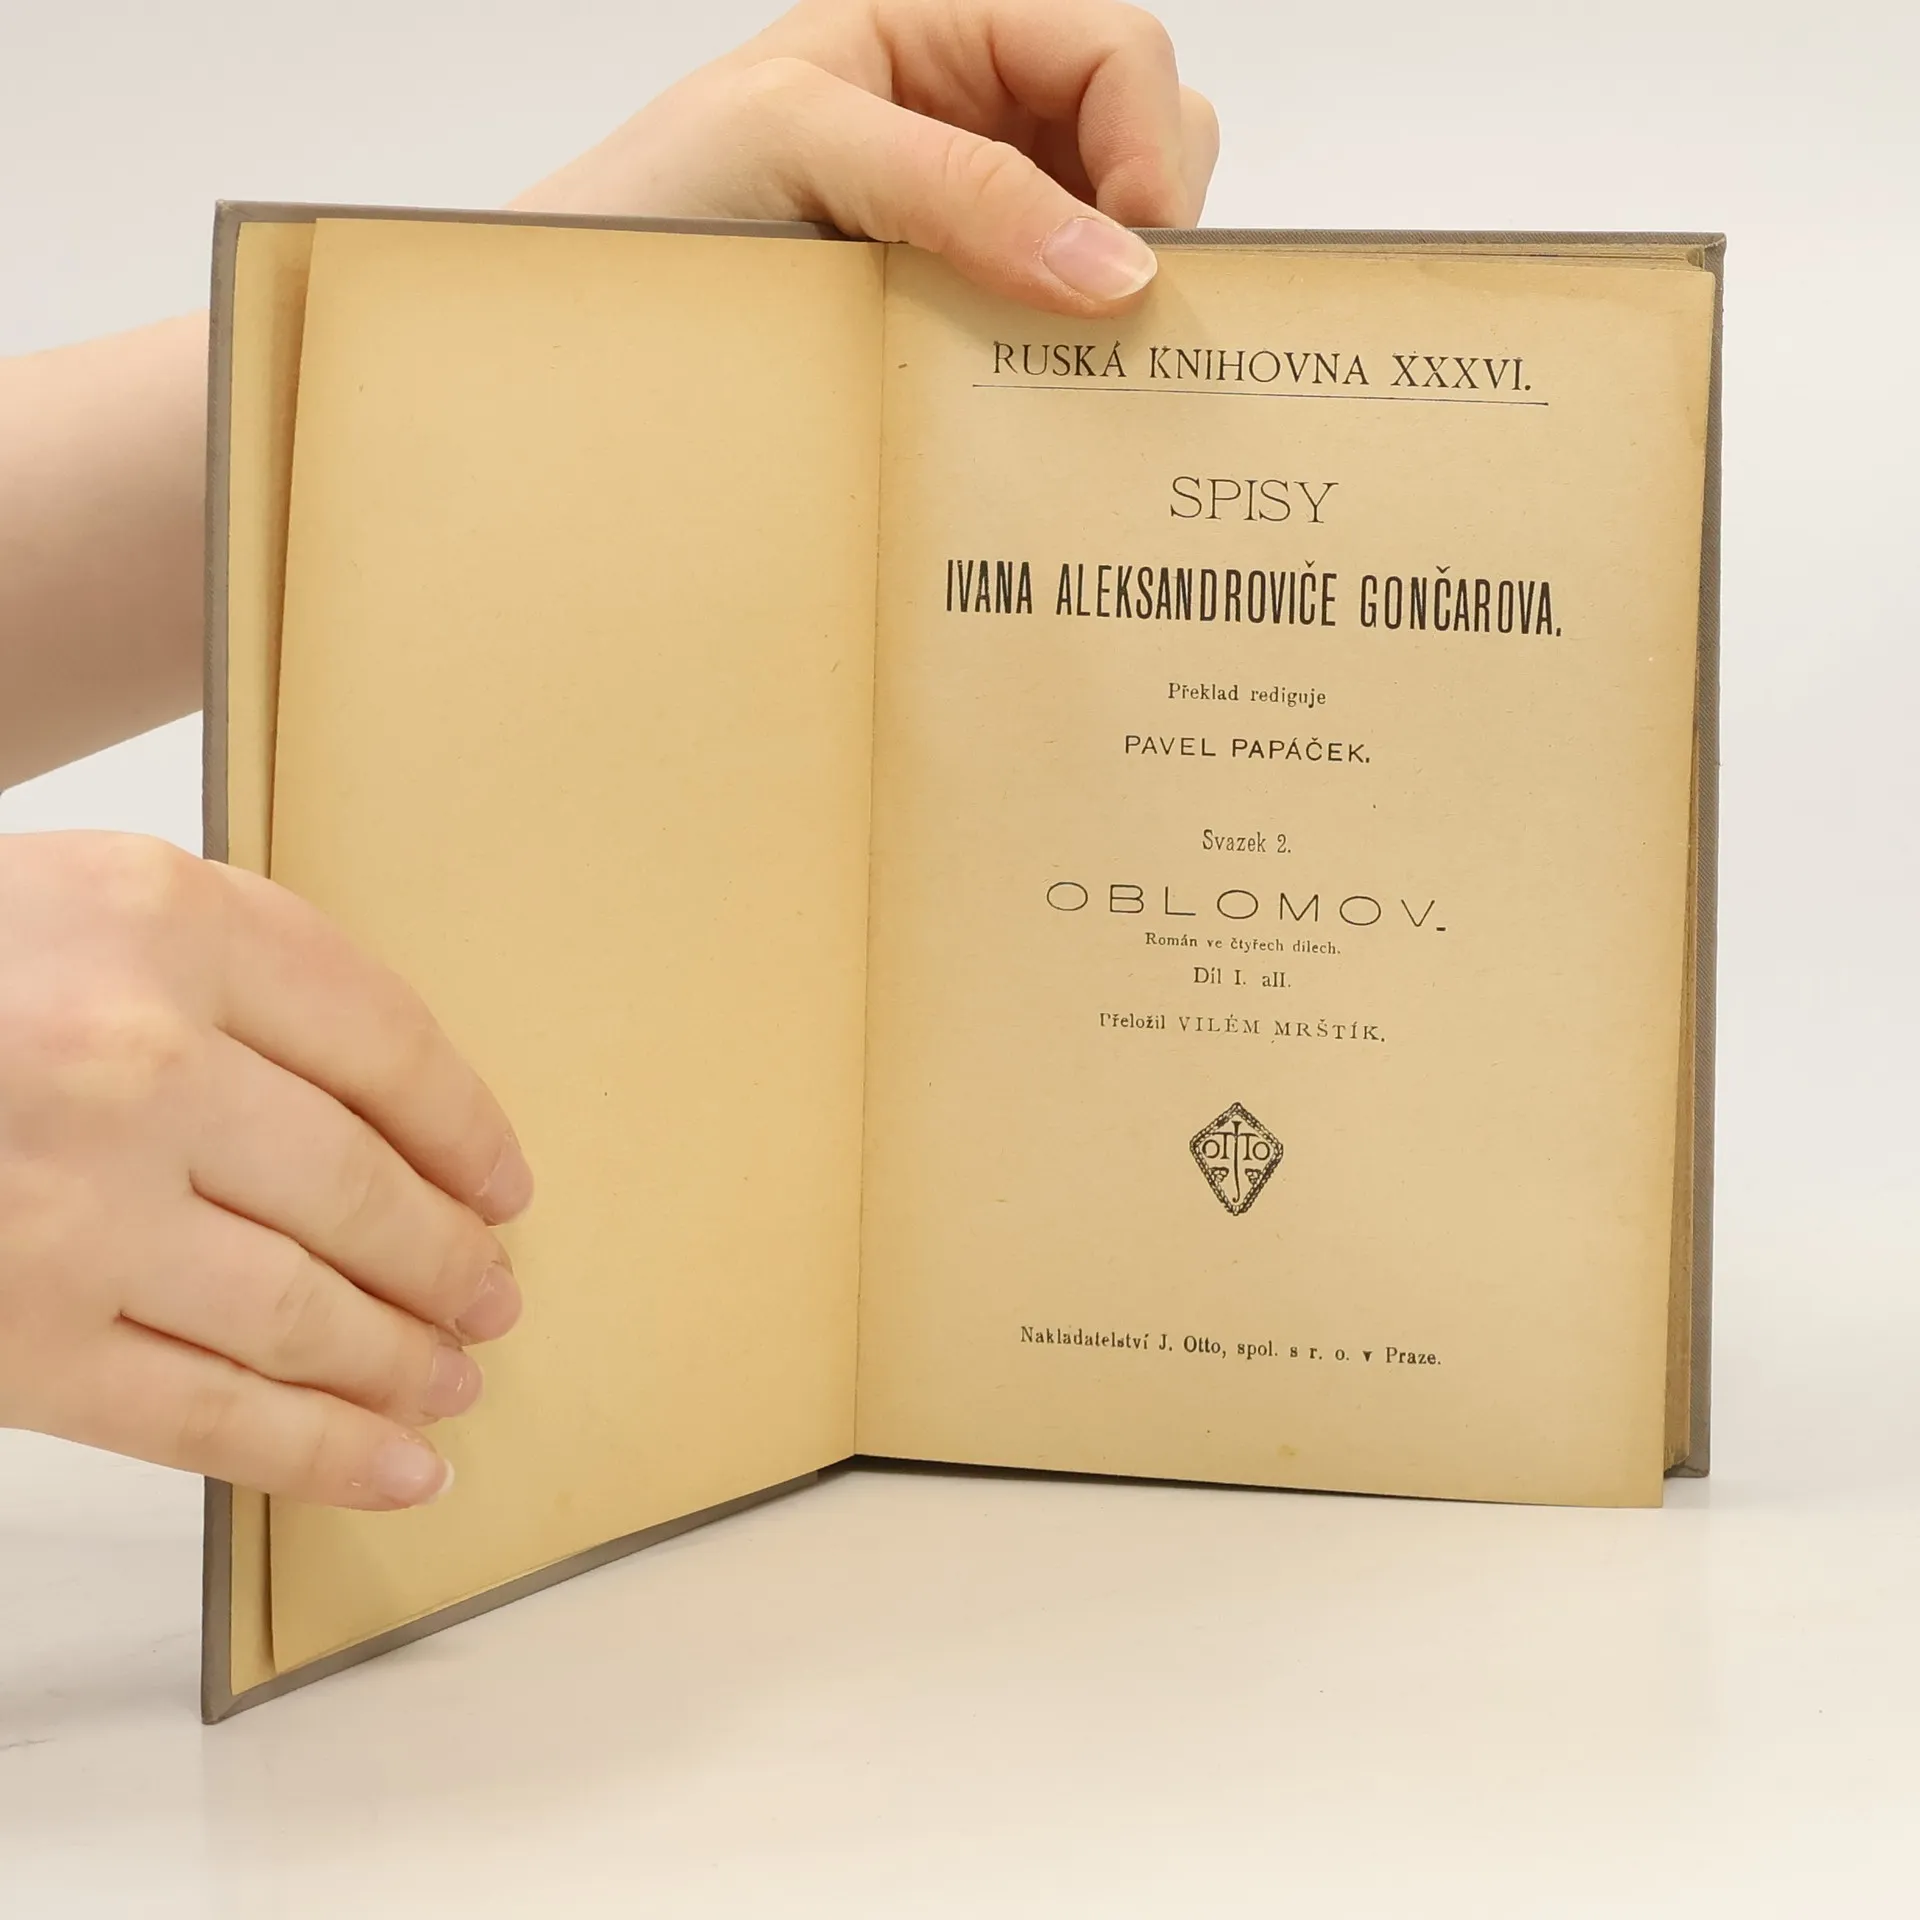 RUSKÁ KNIHOVNA XXXVI.
SPISY
IVANA ALEKSANDROVIČE GONČAROVA.
Překlad rediguje
PAVEL PAPÁČEK.
Svazek 2.
OBLOMOV.
Román ve čtyřech dílech.
Díl I. aII.
Přeložil VILÉM MRŠTÍK.
OTTO
Nakladatelství J. Otto, spol. s r. o. v Praze.